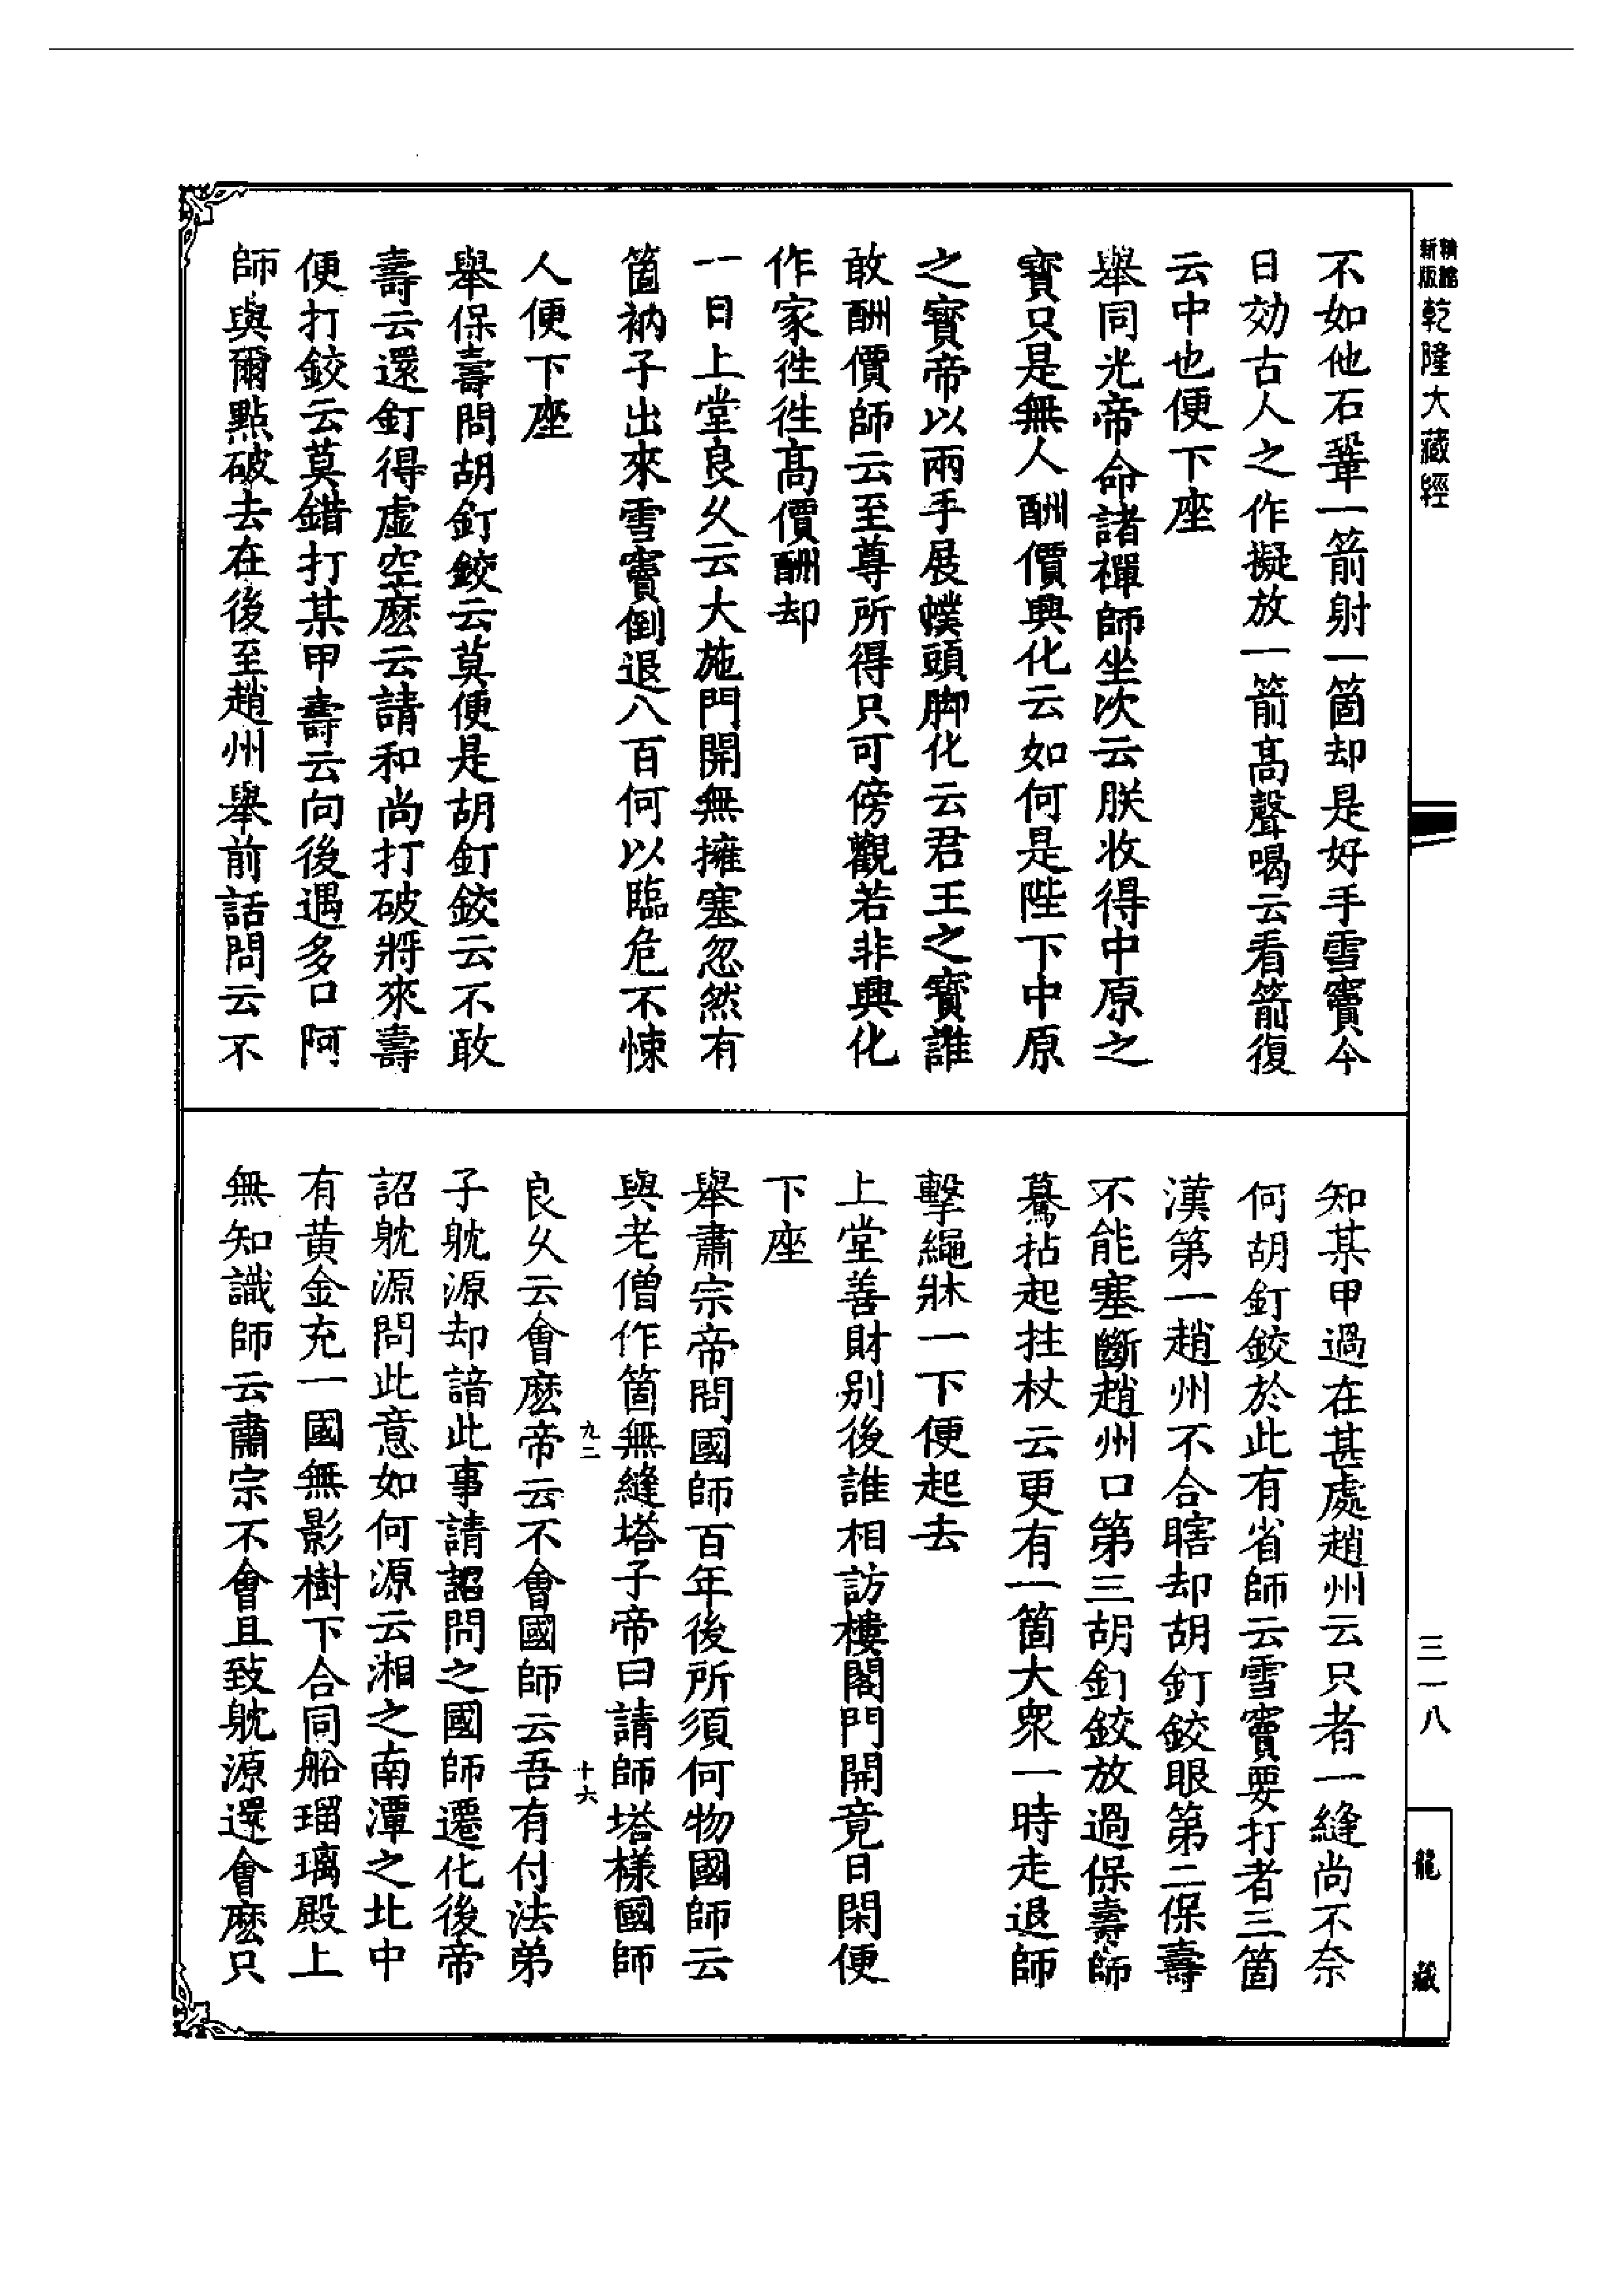 新版
乾隆大藏經
不如他石鞏一箭射一箇却是好手雪竇今
日効古人之作擬放一箭高聲喝云看箭復
云中也便下座
舉同光帝命諸禪師坐次云朕收得中原之
寳只是無人酬價興化云如何是陛下中原
之寳帝以兩手展幞頭脚化云君王之寳誰
敢酬價師云至尊所得只可傍觀若非興化
作家徃徃高價酬却
一日上堂良久云大施門開無擁塞忽然有
箇衲子出來雪竇倒退八百何以臨危不悚
人便下座
舉保壽問胡釘鉸云莫便是胡釘鉸云不敢
壽云還釘得虚空麽云請和尚打破將來壽
便打鉸云莫錯打某甲壽云向後遇多口阿
師與爾點破去在後至趙州舉前話問云不
知某甲過在甚處趙州云只者一縫尚不奈
何胡釘鉸於此有省師云雪竇要打者三箇
漢第一趙州不合瞎却胡釘鉸眼第二保壽
不能塞斷趙州口第三胡釘鉸放過保壽師
驀拈起拄杖云更有一箇大衆一時走退師
擊繩牀一下便起去
上堂善財别後誰相訪樓閣門開竟日閑便
下座
舉肅宗帝問國師百年後所須何物國師云
與老僧作箇無縫塔子帝曰請師塔樣國師
良久云會麽帝云不會國師云吾有付法弟
子躭源却諳此事請詔問之國師遷化後帝
詔躭源問此意如何源云湘之南潭之北中
有黄金充一國無影樹下合同船瑠璃殿上
無知識師云肅宗不會且致躭源還會麽只
九二
十六
三一八
龍藏